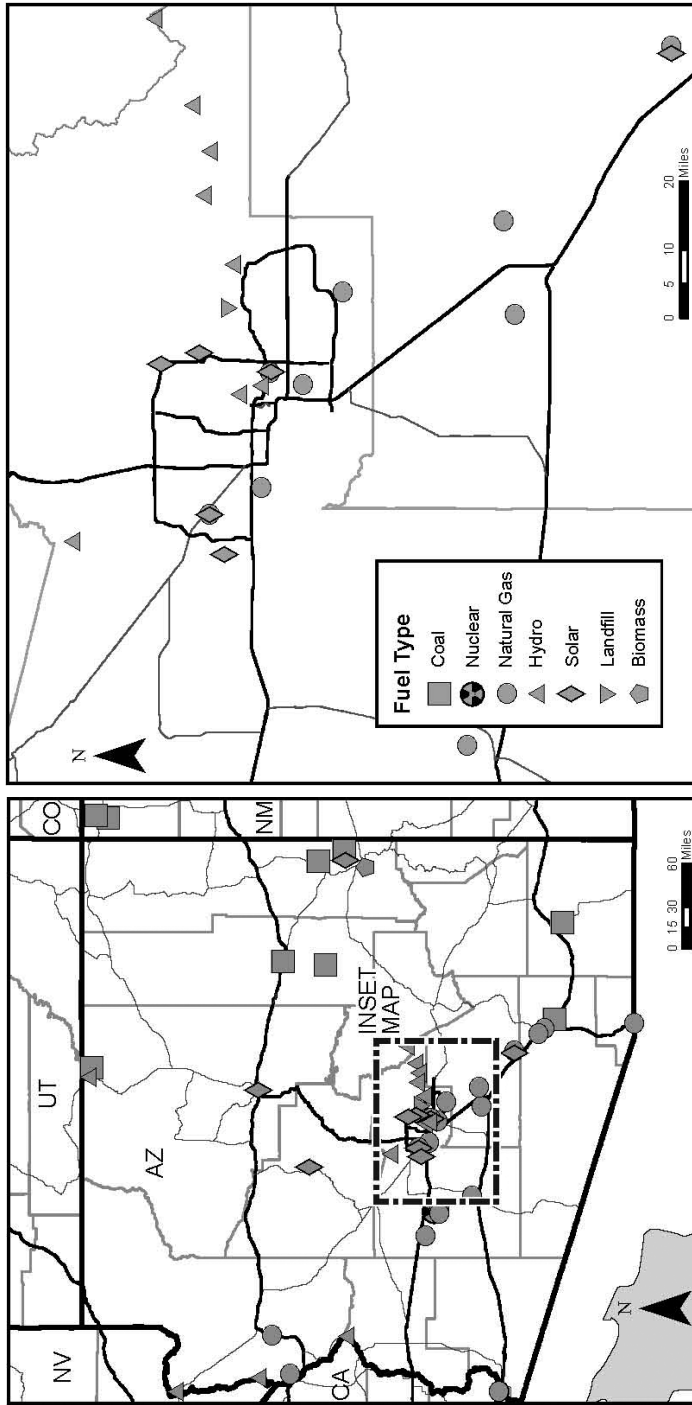 NV
UT
CO
AZ
NM
CA
INSET
MAP
N
0 15 30 60
Miles
N
Fuel Type
Coal
Nuclear
Natural Gas
Hydro
Solar
Landfill
Biomass
0 5 10 20
Miles